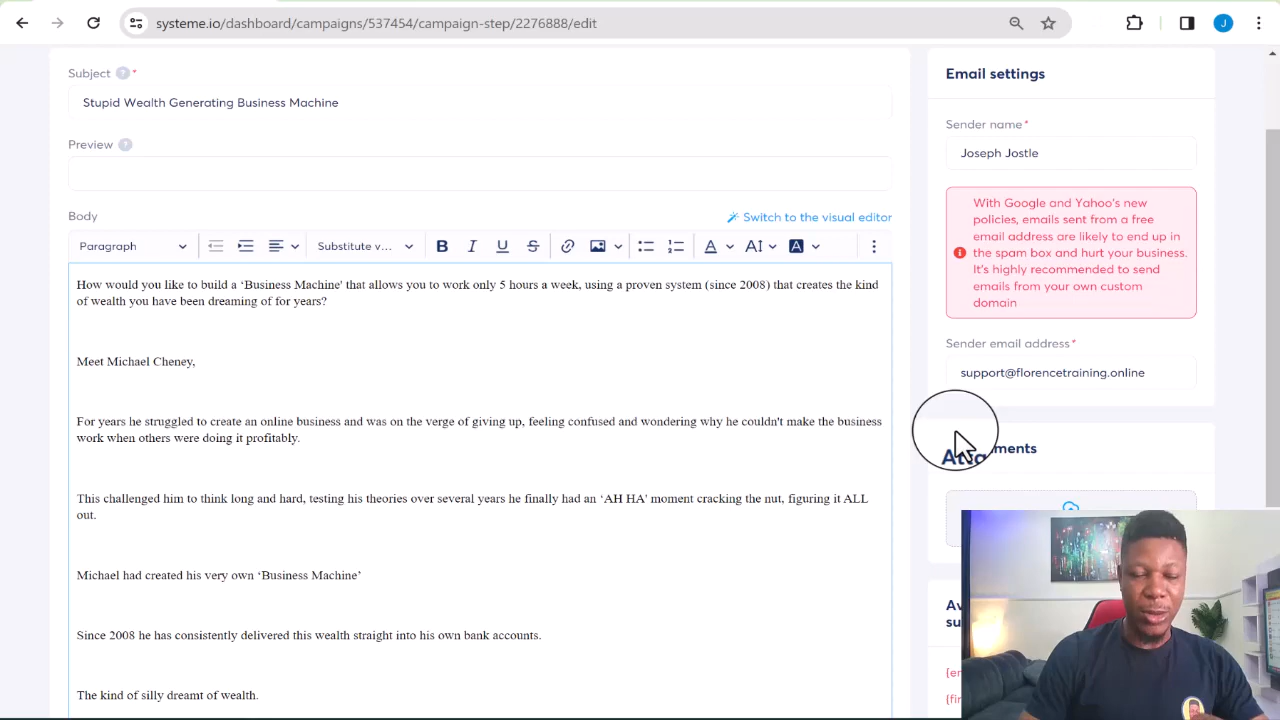 systeme.io/dashboard/campaigns/537454/campaign-step/2276888/edit
J
Subject ? *
Stupid Wealth Generating Business Machine
Preview ?
Body
Switch to the visual editor
Paragraph
Substitute v...
B I U S A AI A
How would you like to build a ‘Business Machine' that allows you to work only 5 hours a week, using a proven system (since 2008) that creates the kind
of wealth you have been dreaming of for years?
Meet Michael Cheney,
For years he struggled to create an online business and was on the verge of giving up, feeling confused and wondering why he couldn't make the business
work when others were doing it profitably.
This challenged him to think long and hard, testing his theories over several years he finally had an ‘AH HA' moment cracking the nut, figuring it ALL
out.
Michael had created his very own ‘Business Machine’
Since 2008 he has consistently delivered this wealth straight into his own bank accounts.
The kind of silly dreamt of wealth.
Email settings
Sender name *
Joseph Jostle
With Google and Yahoo's new
policies, emails sent from a free
email address are likely to end up in
the spam box and hurt your business.
It's highly recommended to send
emails from your own custom
domain
Sender email address *
support@florencetraining.online